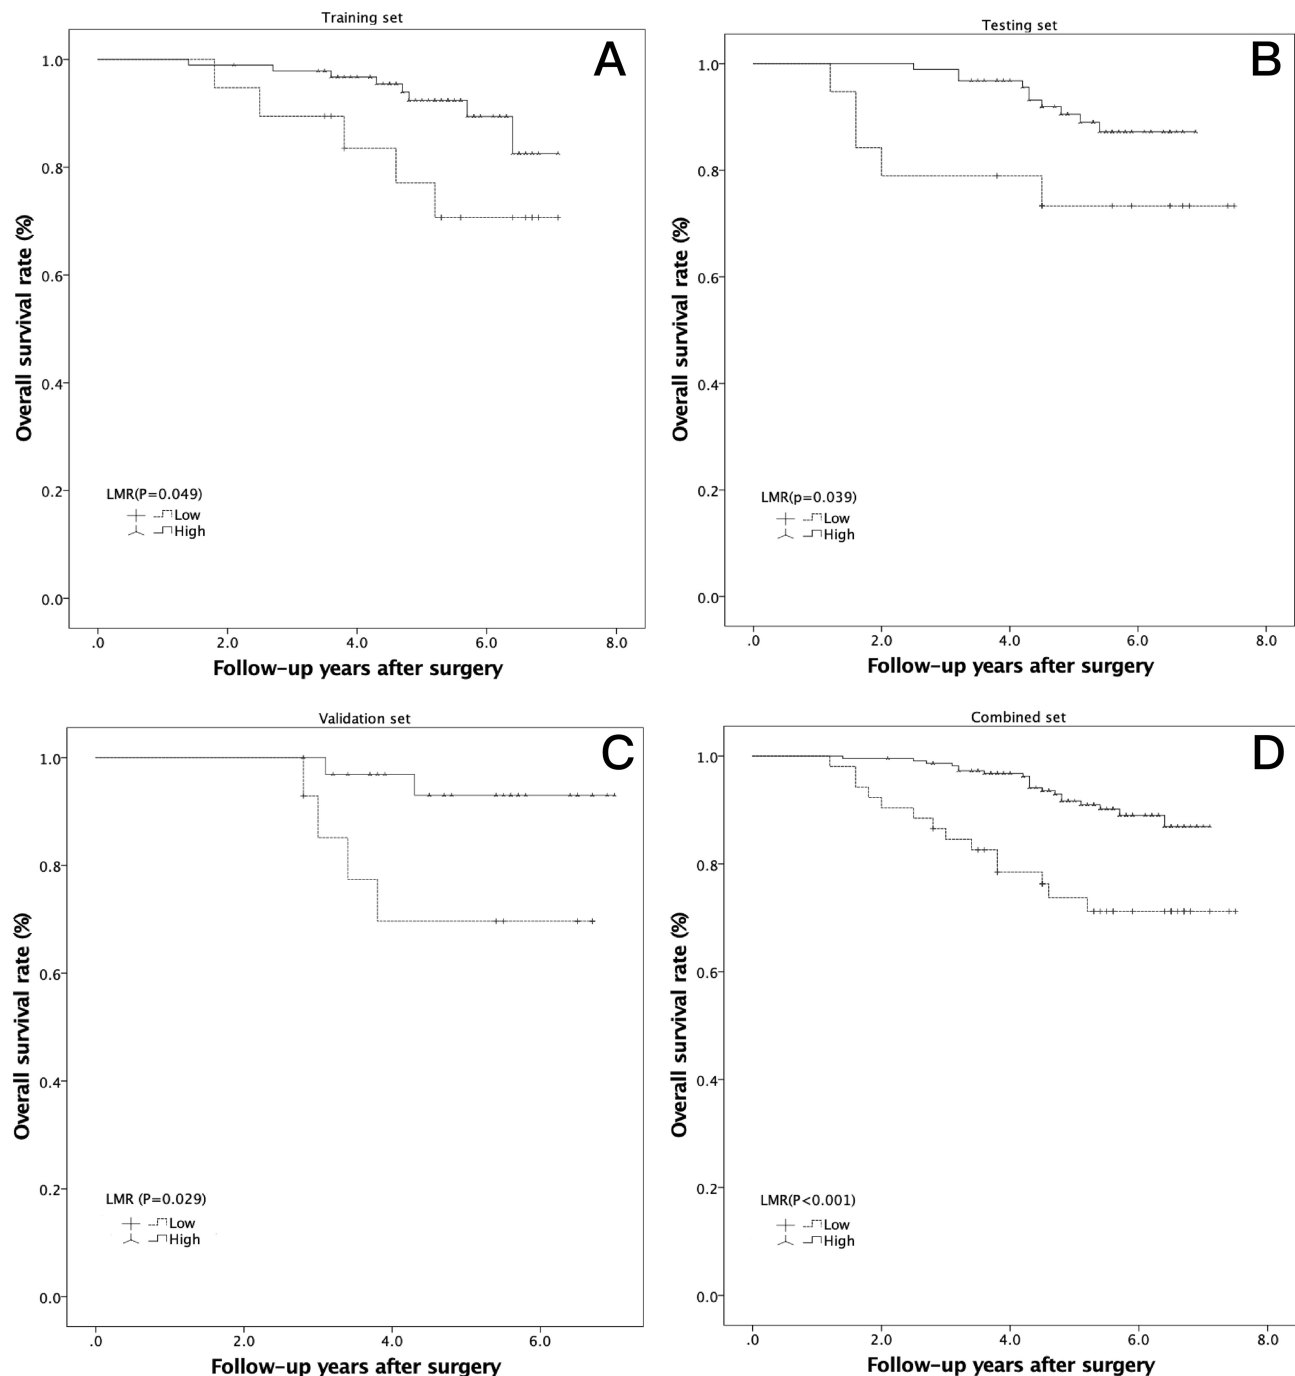 Training set
A
1.0
0.8
0.6
0.4
0.2
0.0
Overall survival rate (%)
LMR(P=0.049)
Low
High
.0 2.0 4.0 6.0 8.0
Follow-up years after surgery
Testing set
B
1.0
0.8
0.6
0.4
0.2
0.0
Overall survival rate (%)
LMR(p=0.039)
Low
High
.0 2.0 4.0 6.0 8.0
Follow-up years after surgery
Validation set
C
1.0
0.8
0.6
0.4
0.2
0.0
Overall survival rate (%)
LMR (P=0.029)
Low
High
.0 2.0 4.0 6.0
Follow-up years after surgery
Combined set
D
1.0
0.8
0.6
0.4
0.2
0.0
Overall survival rate (%)
LMR(P<0.001)
Low
High
.0 2.0 4.0 6.0 8.0
Follow-up years after surgery